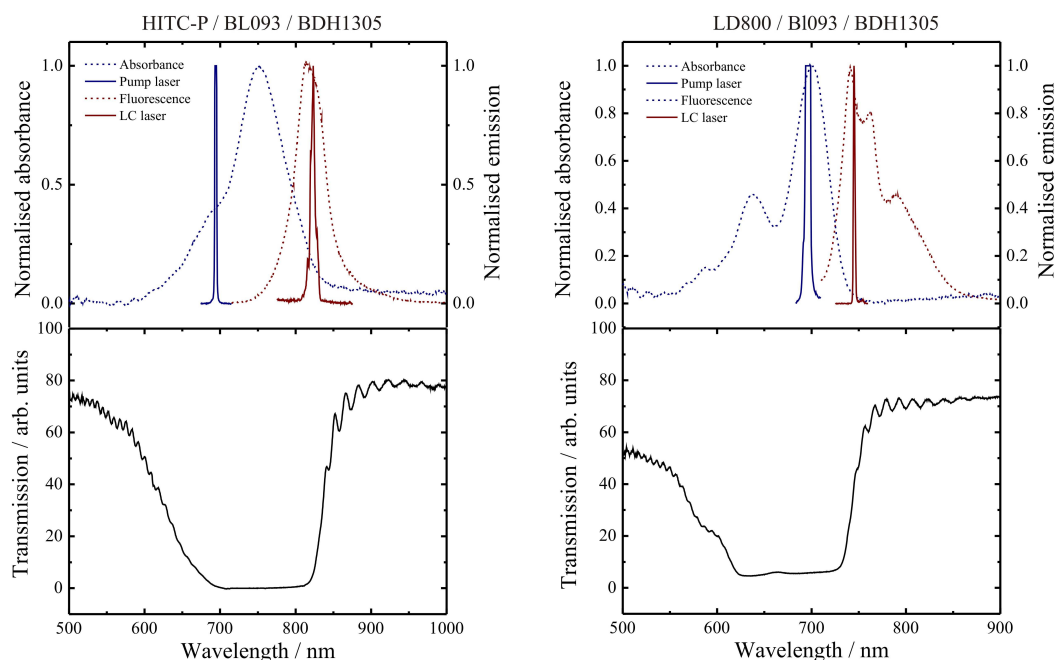 HITC-P / BL093 / BDH1305
Absorbance
Pump laser
Fluorescence
LC laser
Normalised absorbance
1.0
0.5
0.0
Normalised emission
1.0
0.5
0.0
Transmission / arb. units
100
80
60
40
20
0
500 600 700 800 900 1000
Wavelength / nm
LD800 / Bl093 / BDH1305
Absorbance
Pump laser
Fluorescence
LC laser
Normalised absorbance
1.0
0.8
0.6
0.4
0.2
0.0
Normalised emission
1.0
0.8
0.6
0.4
0.2
0.0
Transmission / arb. units
100
80
60
40
20
0
500 600 700 800 900
Wavelength / nm